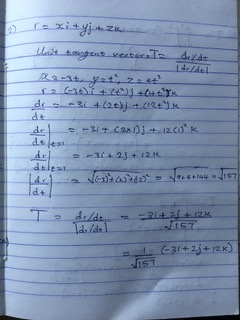 2) r = xi + yj + zk
Unit tangent vector = T = dr/dt / |dr/dt|
x = -3t, y = t², z = 4t³
r = (-3t)i + (t²)j + (4t³)k
dr/dt = -3i + (2t)j + (12t²)k
dr/dt |t=1 = -3i + (2×1)j + 12(1)²k
dr/dt |t=1 = -3i + 2j + 12k
|dr/dt| = √(-3)²+(2)²+(12)² = √9+4+144 = √157
T = dr/dt / |dr/dt| = -3i + 2j + 12k / √157
= 1/√157 (-3i + 2j + 12k)